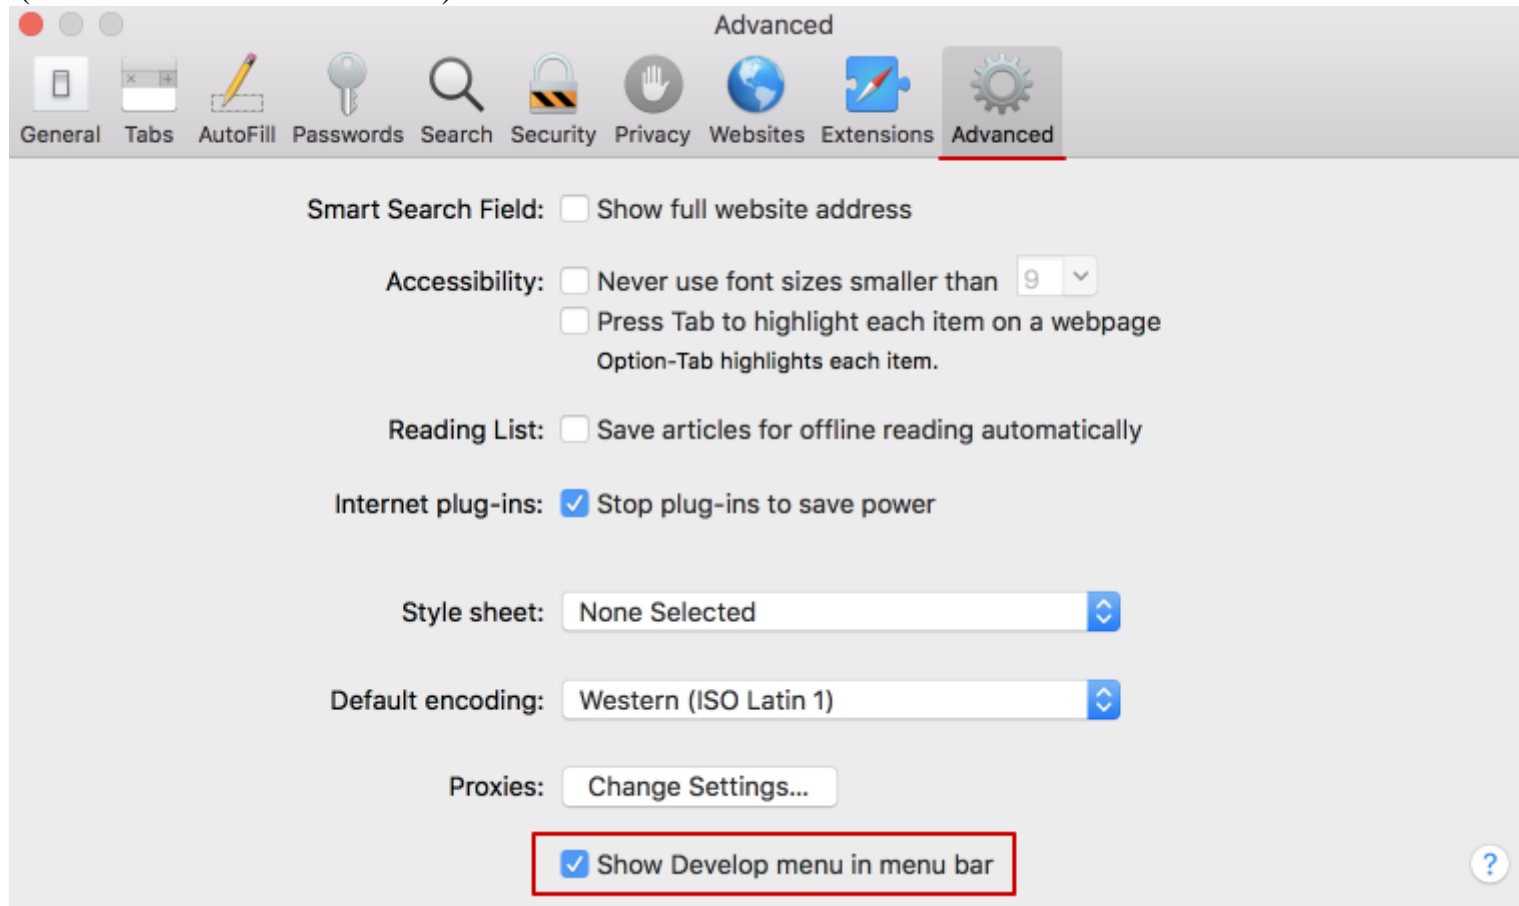 Advanced
General Tabs AutoFill Passwords Search Security Privacy Websites Extensions Advanced
Smart Search Field: Show full website address
Accessibility: Never use font sizes smaller than 9
Press Tab to highlight each item on a webpage
Option-Tab highlights each item.
Reading List: Save articles for offline reading automatically
Internet plug-ins: Stop plug-ins to save power
Style sheet: None Selected
Default encoding: Western (ISO Latin 1)
Proxies: Change Settings...
Show Develop menu in menu bar ?